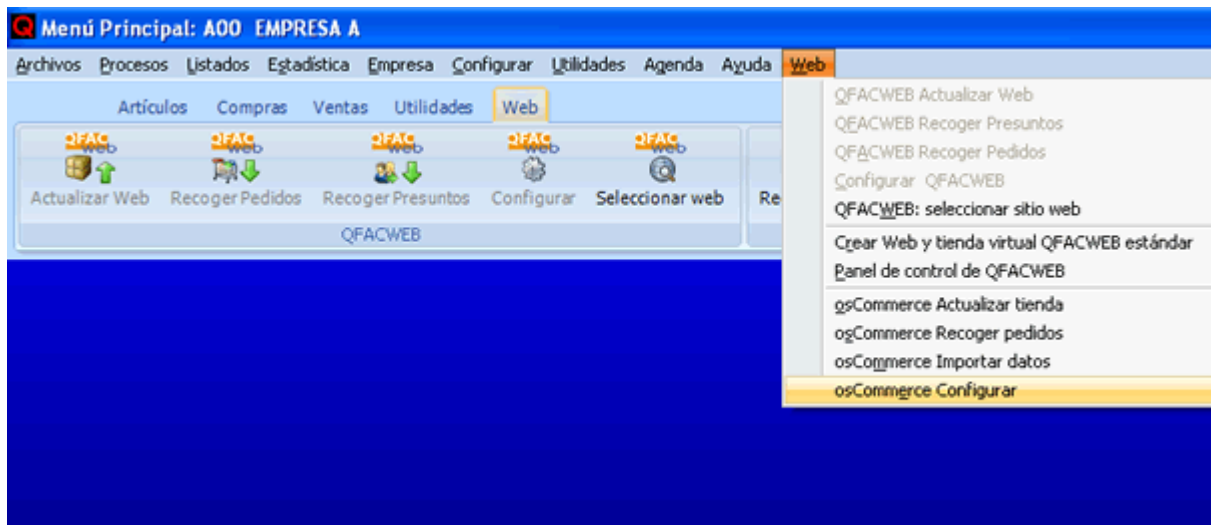 Menú Principal: A00 EMPRESA A
Archivos Procesos Listados Estadística Empresa Configurar Utilidades Agenda Ayuda Web
Artículos Compras Ventas Utilidades Web
QFAC Web QFAC Web QFAC Web QFAC Web QFAC Web
Actualizar Web Recoger Pedidos Recoger Presuntos Configurar Seleccionar web Re
QFACWEB
QFACWEB Actualizar Web
QFACWEB Recoger Presuntos
QFACWEB Recoger Pedidos
Configurar QFACWEB
QFACWEB: seleccionar sitio web
Crear Web y tienda virtual QFACWEB estándar
Panel de control de QFACWEB
osCommerce Actualizar tienda
osCommerce Recoger pedidos
osCommerce Importar datos
osCommerce Configurar